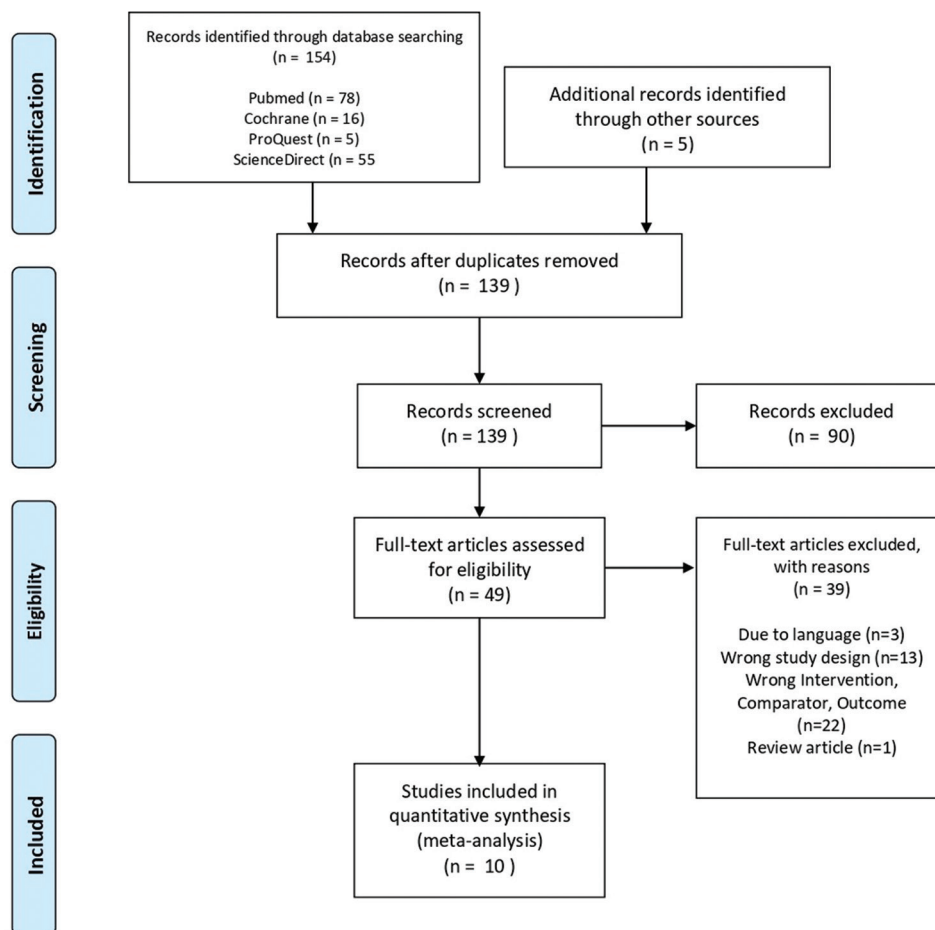 Identification
Records identified through database searching
(n = 154)
Pubmed (n = 78)
Cochrane (n = 16)
ProQuest (n = 5)
ScienceDirect (n = 55
Additional records identified
through other sources
(n = 5)
Records after duplicates removed
(n = 139 )
Screening
Records screened
(n = 139 )
Records excluded
(n = 90)
Eligibility
Full-text articles assessed
for eligibility
(n = 49)
Full-text articles excluded,
with reasons
(n = 39)
Due to language (n=3)
Wrong study design (n=13)
Wrong Intervention,
Comparator, Outcome
(n=22)
Review article (n=1)
Included
Studies included in
quantitative synthesis
(meta-analysis)
(n = 10 )